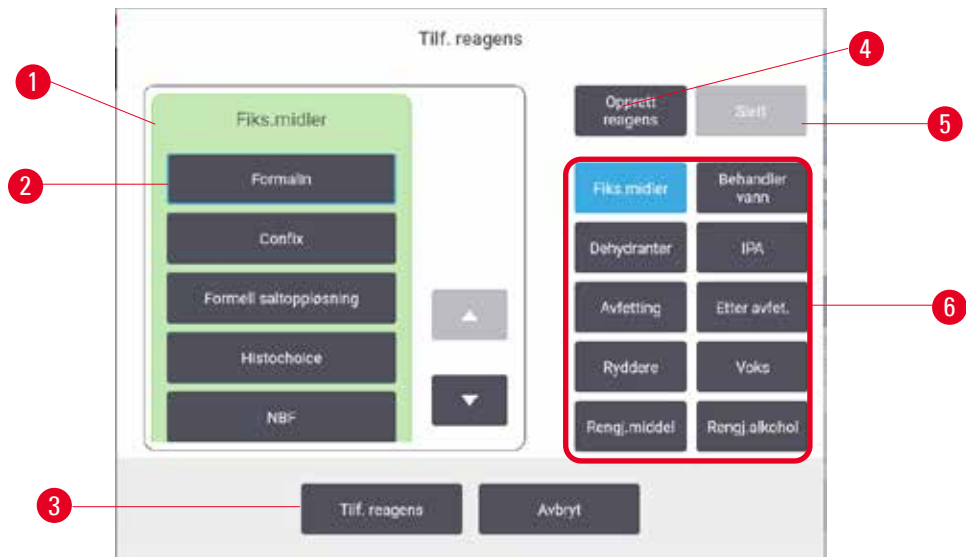 Tilf. reagens
4
1
Opprett
reagens
Slett
Fiks.midler
5
Formalin
2
Fiks.midler
Behandler
vann
Confix
Dehydranter
IPA
Formell saltoppløsning
Avfetting
Etter avfet.
6
Histochoice
Ryddere
Voks
NBF
Rengj.middel
Rengj.alkohol
3
Tilf. reagens
Avbryt